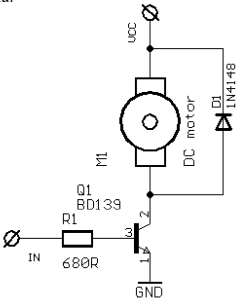 VCC
D1
1N4148
M1
DC motor
Q1
BD139
2
R1
3
IN
680R
1
GND